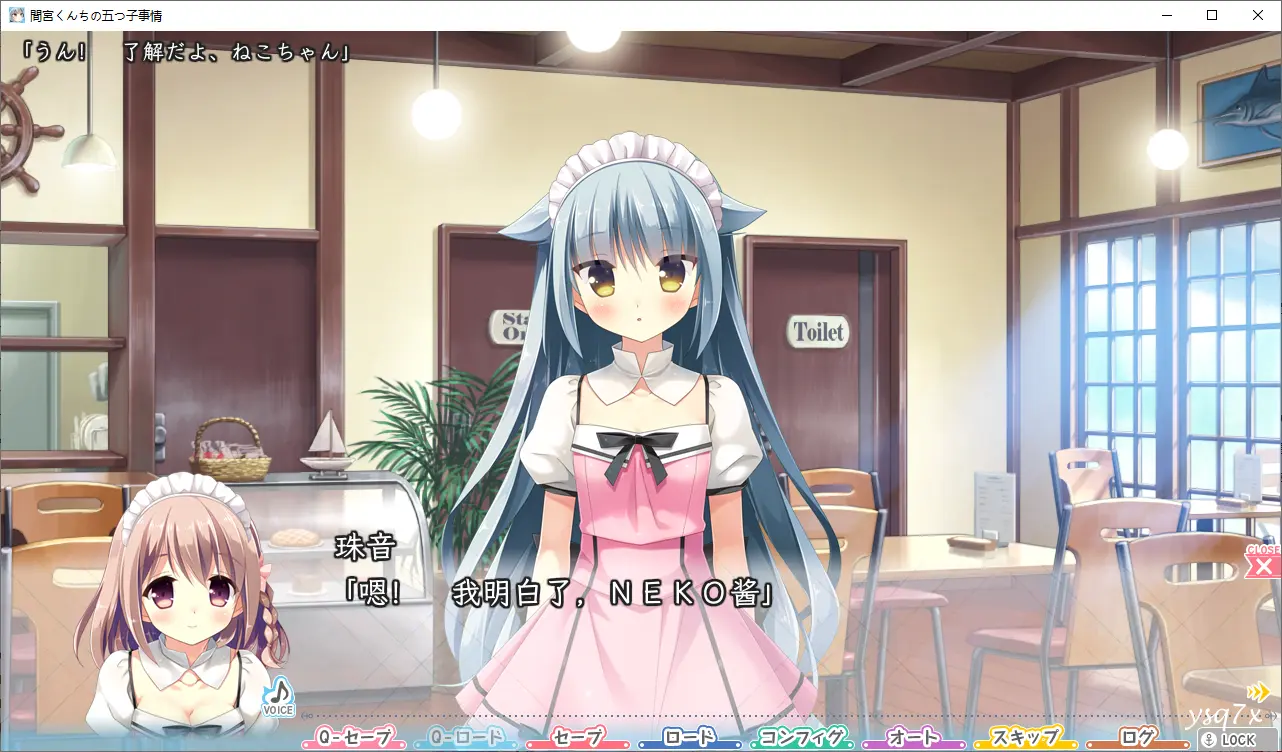 間宮くんちの五つ子事情
「うん!　了解だよ、ねこちゃん」
Sta
On
Toilet
珠音
「嗯!　我明白了，ＮＥＫＯ酱」
VOICE
CLOSE
ysq7x
Q-セーブ
Q-ロード
セーブ
ロード
コンフィグ
オート
スキップ
ログ
LOCK